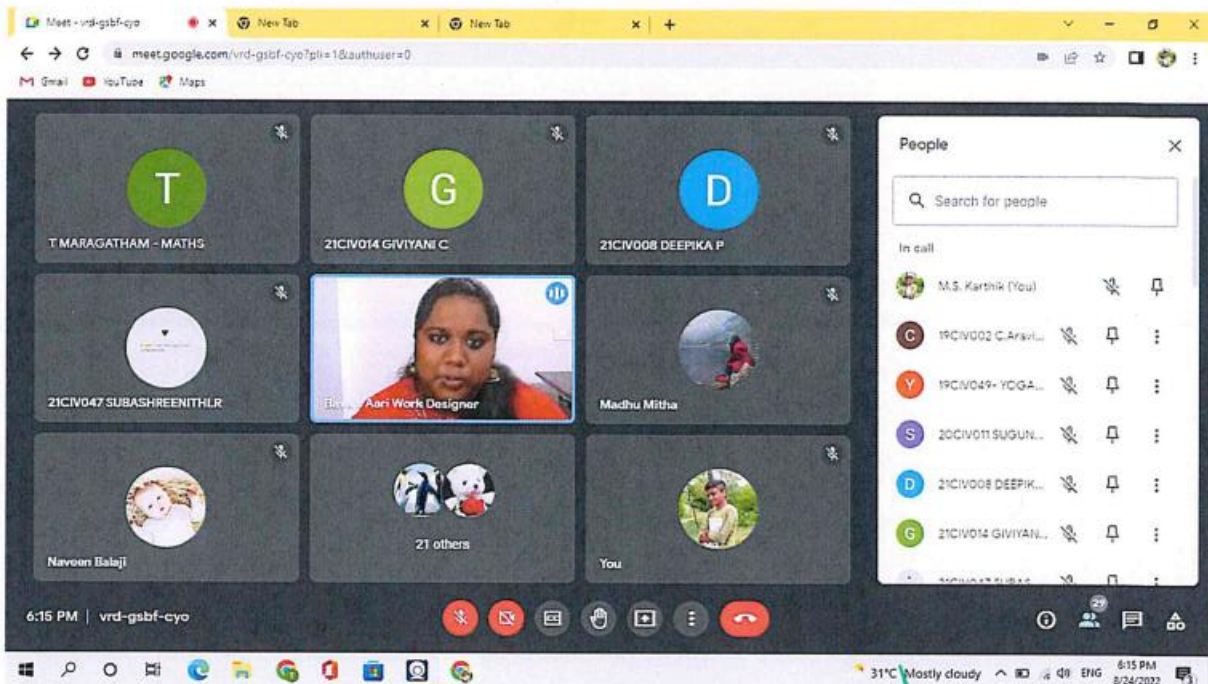 Meet - vrd-gsbf-cyo
New Tab
New Tab
meet.google.com/vrd-gsbf-cyo?pli=1&authuser=0
Gmail
YouTube
Maps
T
T MARAGATHAM - MATHS
G
21CIV014 GIVIYANI C
D
21CIV008 DEEPIKA P
21CIV047 SUBASHREENITHI.R
Aari Work Designer
Madhu Mitha
Naveen Balaji
21 others
You
People
Search for people
In call
M.S. Karthik (You)
C
19CIV002 C.Aravi...
Y
19CIV049- YOGA...
S
20CIV011 SUGUN...
D
21CIV008 DEEPIK...
G
21CIV014 GIVIYAN...
6:15 PM | vrd-gsbf-cyo
29
31°C Mostly cloudy
ENG
6:15 PM
8/24/2022